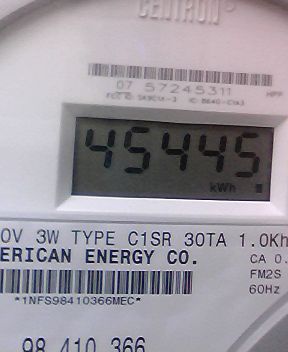 CENTRON®
07 57245311
HPP
45445
kWh
0V 3W TYPE C1SR 30TA 1.0Kh
ERICAN ENERGY CO.
CA 0.
FM2S
60Hz
*1NFS98410366MEC*
98 410 366